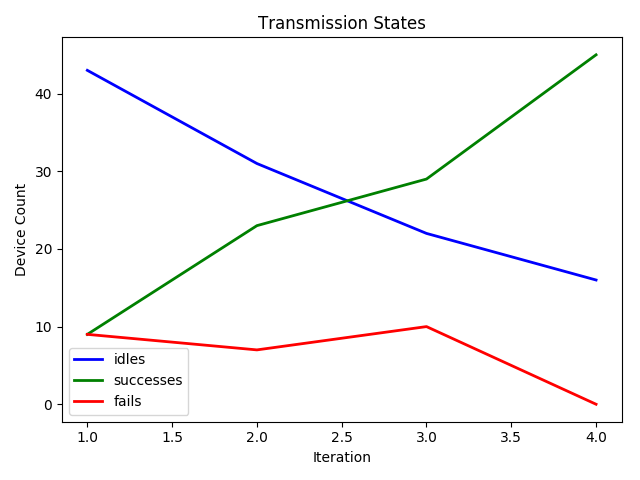 Transmission States
Device Count
40
30
20
10
0
idles
successes
fails
1.0 1.5 2.0 2.5 3.0 3.5 4.0
Iteration